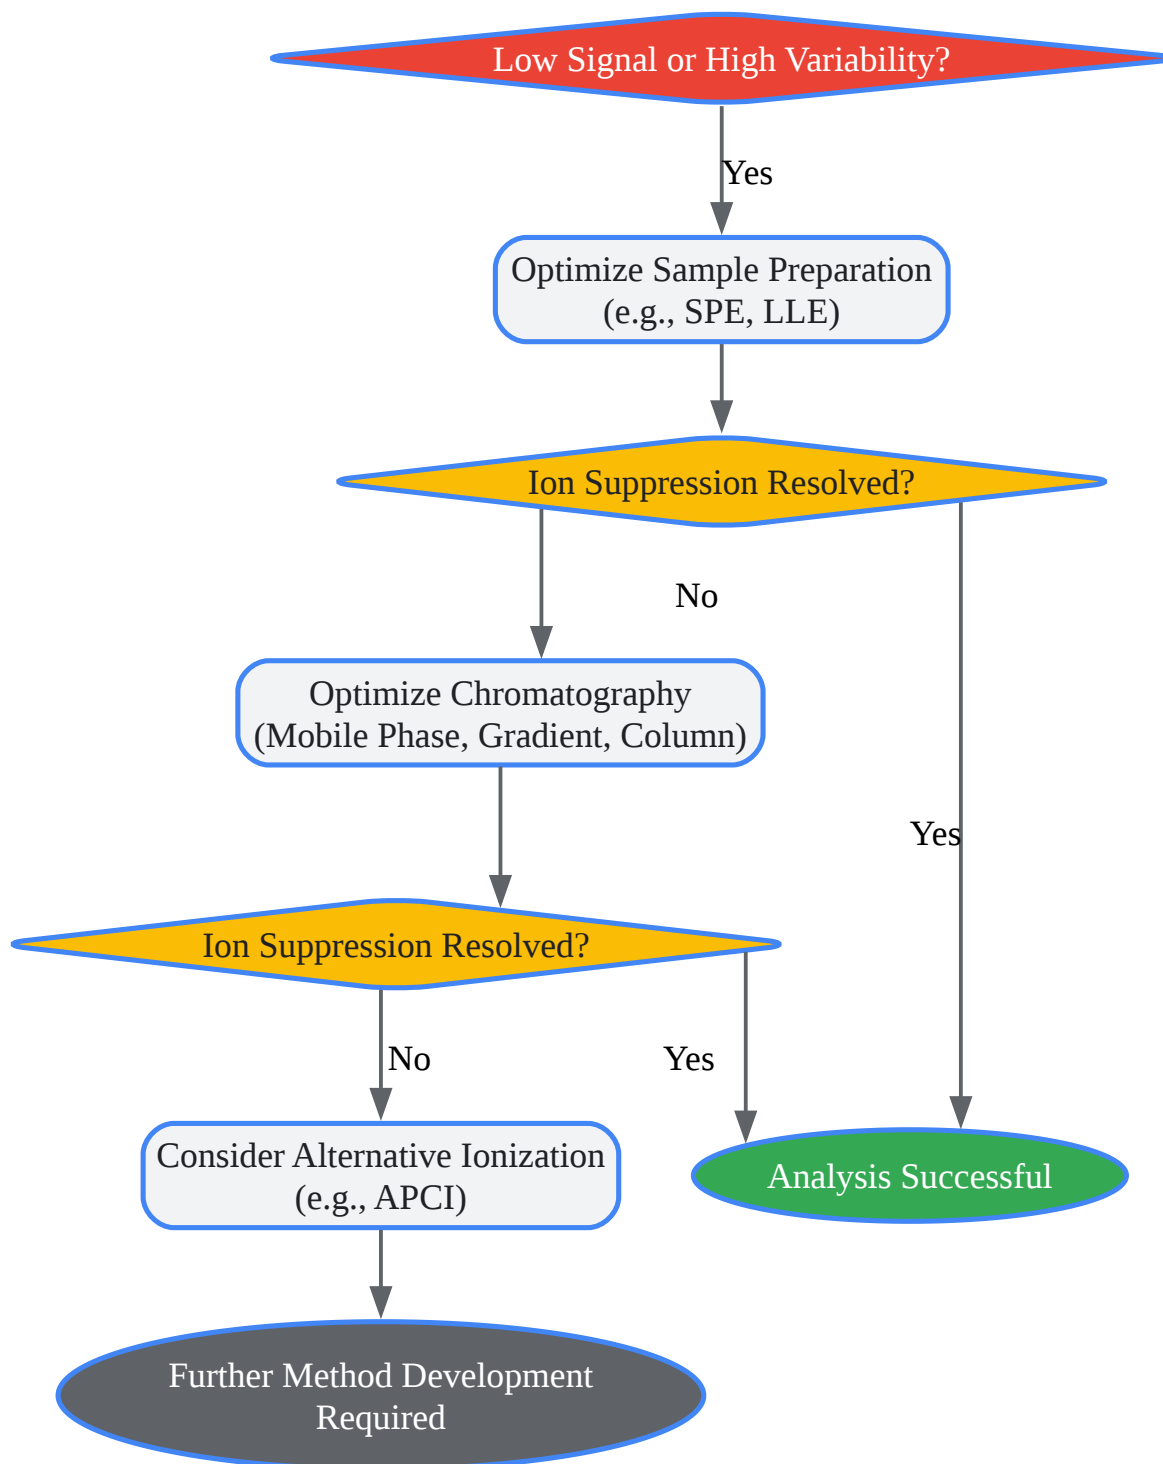 Low Signal or High Variability?
Yes
Optimize Sample Preparation
(e.g., SPE, LLE)
Ion Suppression Resolved?
No
Optimize Chromatography
(Mobile Phase, Gradient, Column)
Yes
Ion Suppression Resolved?
No
Yes
Consider Alternative Ionization
(e.g., APCI)
Analysis Successful
Further Method Development
Required